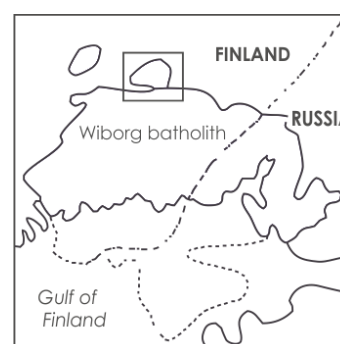 FINLAND
RUSSIA
Wiborg batholith
Gulf of
Finland